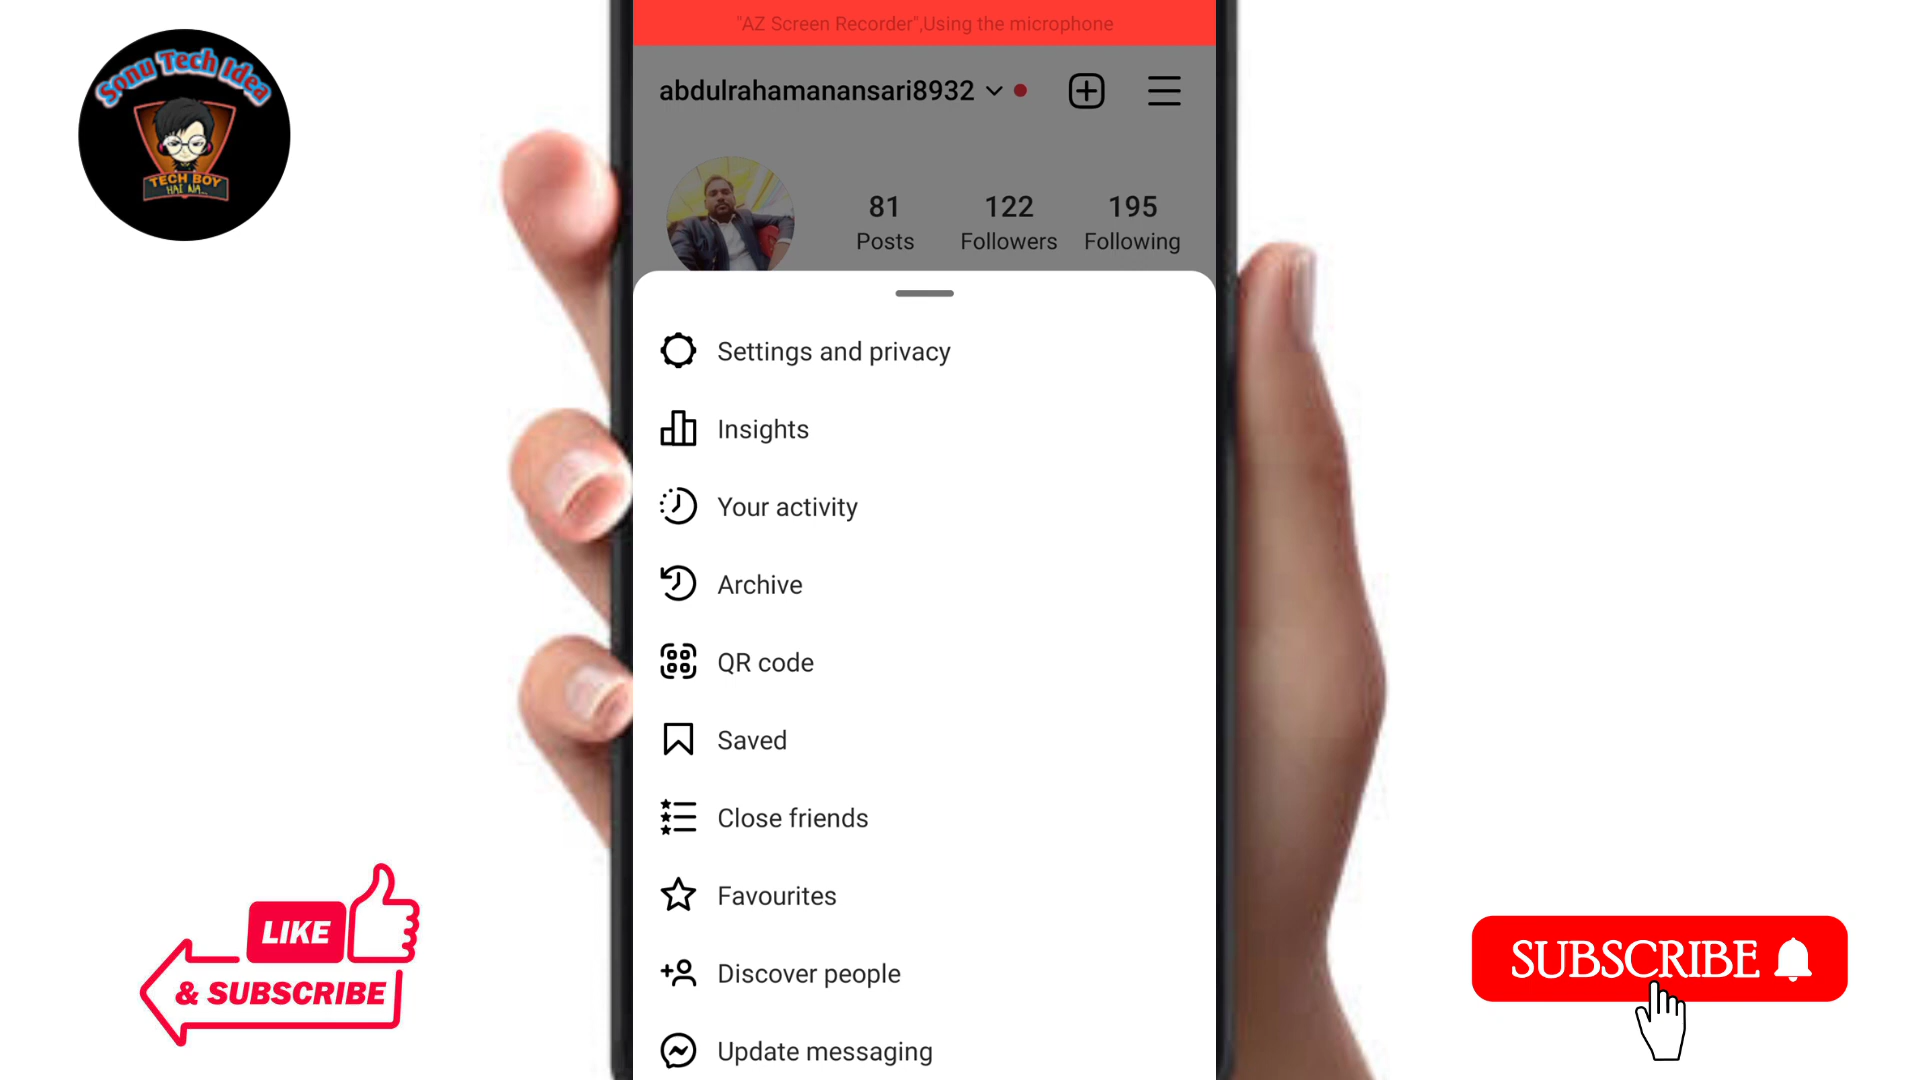 Sonu Tech Idea
TECH BOY
HAI NA...
"AZ Screen Recorder",Using the microphone
abdulrahamanansari8932
81 122 195
Posts Followers Following
Settings and privacy
Insights
Your activity
Archive
QR code
Saved
Close friends
Favourites
Discover people
Update messaging
LIKE
& SUBSCRIBE
SUBSCRIBE